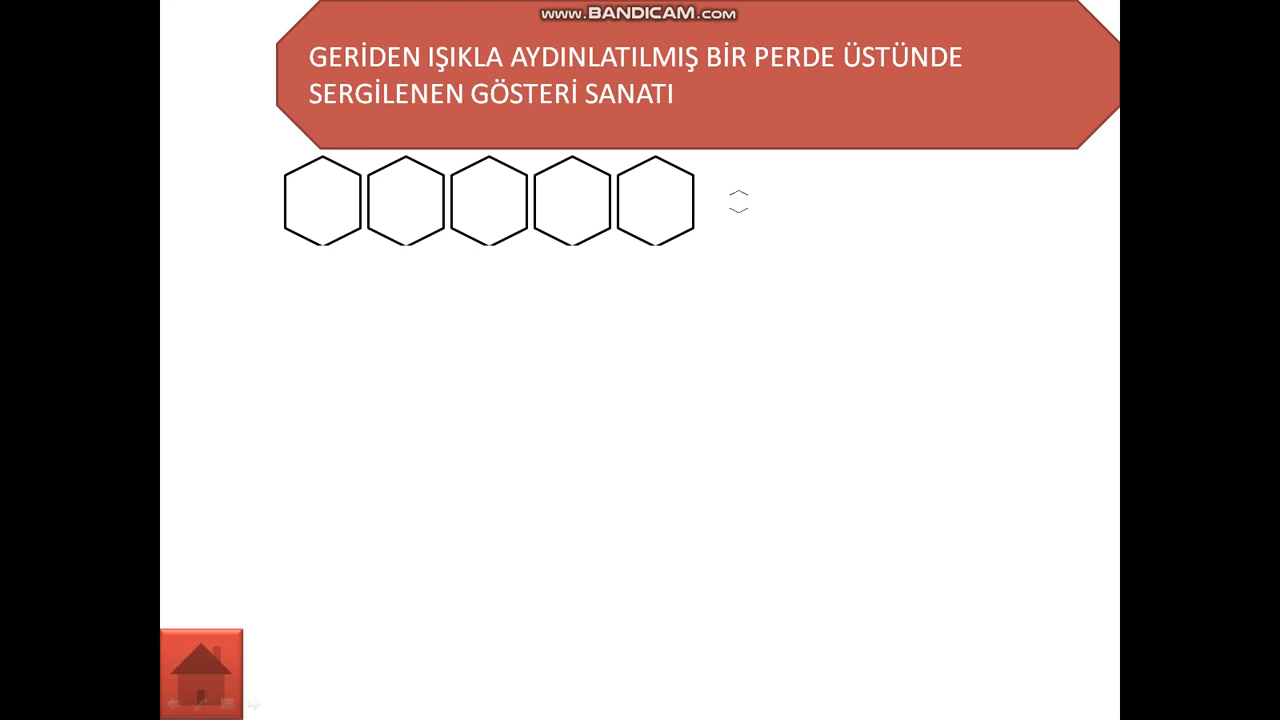 www.BANDICAM.com
GERİDEN IŞIKLA AYDINLATILMIŞ BİR PERDE ÜSTÜNDE
SERGİLENEN GÖSTERİ SANATI